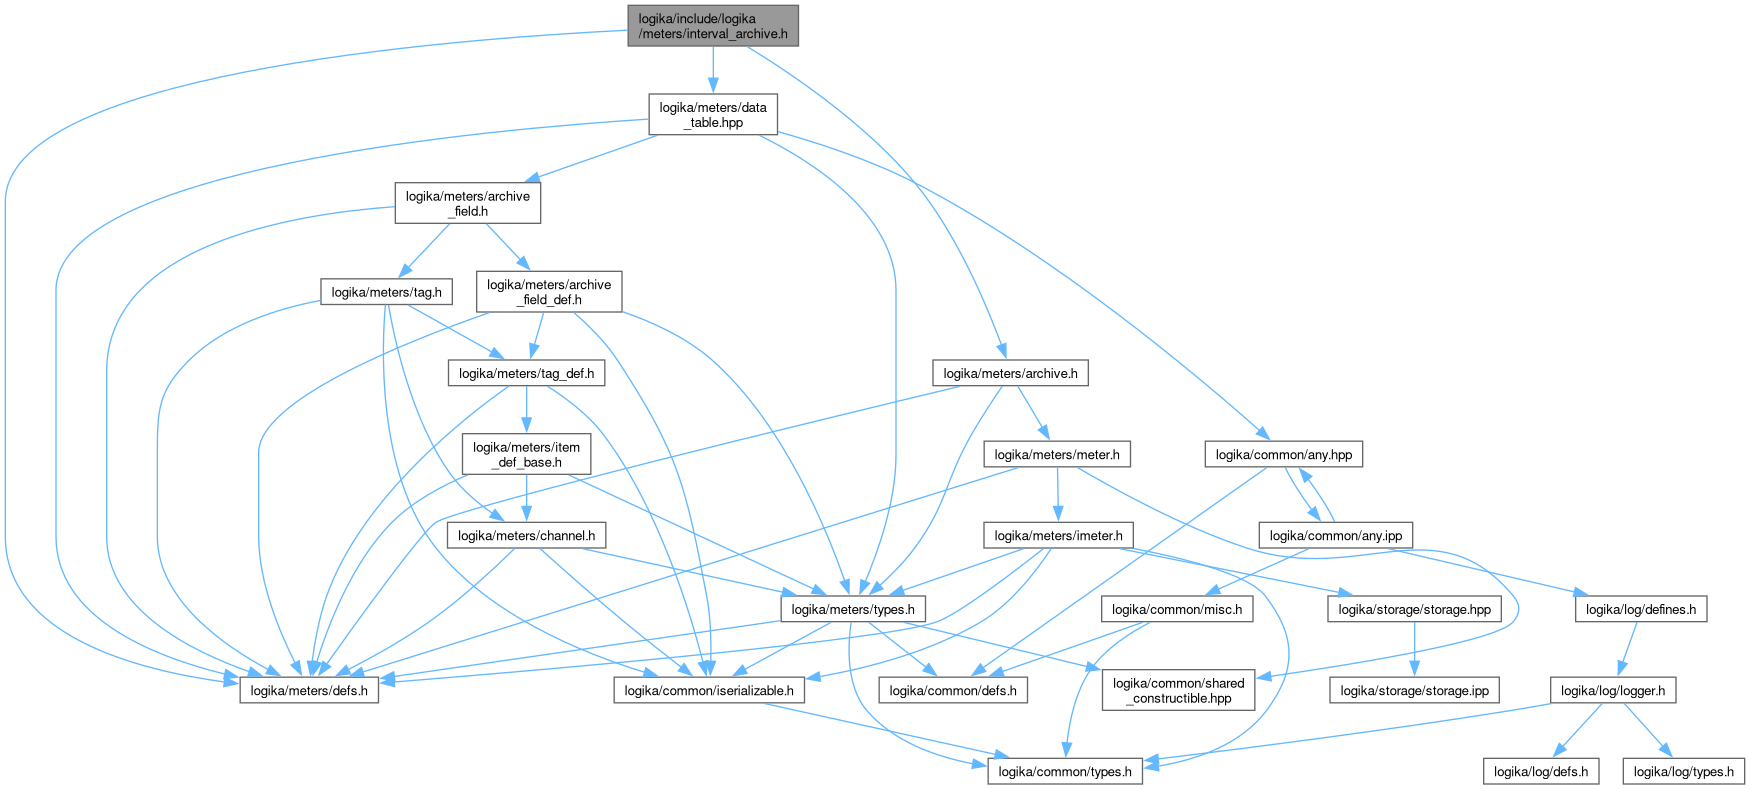 logika/include/logika
/meters/interval_archive.h
logika/meters/data
_table.hpp
logika/meters/archive
_field.h
logika/meters/tag.h
logika/meters/archive
_field_def.h
logika/meters/tag_def.h
logika/meters/archive.h
logika/meters/item
_def_base.h
logika/meters/meter.h
logika/common/any.hpp
logika/meters/channel.h
logika/meters/imeter.h
logika/common/any.ipp
logika/meters/types.h
logika/common/misc.h
logika/storage/storage.hpp
logika/log/defines.h
logika/meters/defs.h
logika/common/iserializable.h
logika/common/defs.h
logika/common/shared
_constructible.hpp
logika/storage/storage.ipp
logika/log/logger.h
logika/common/types.h
logika/log/defs.h
logika/log/types.h